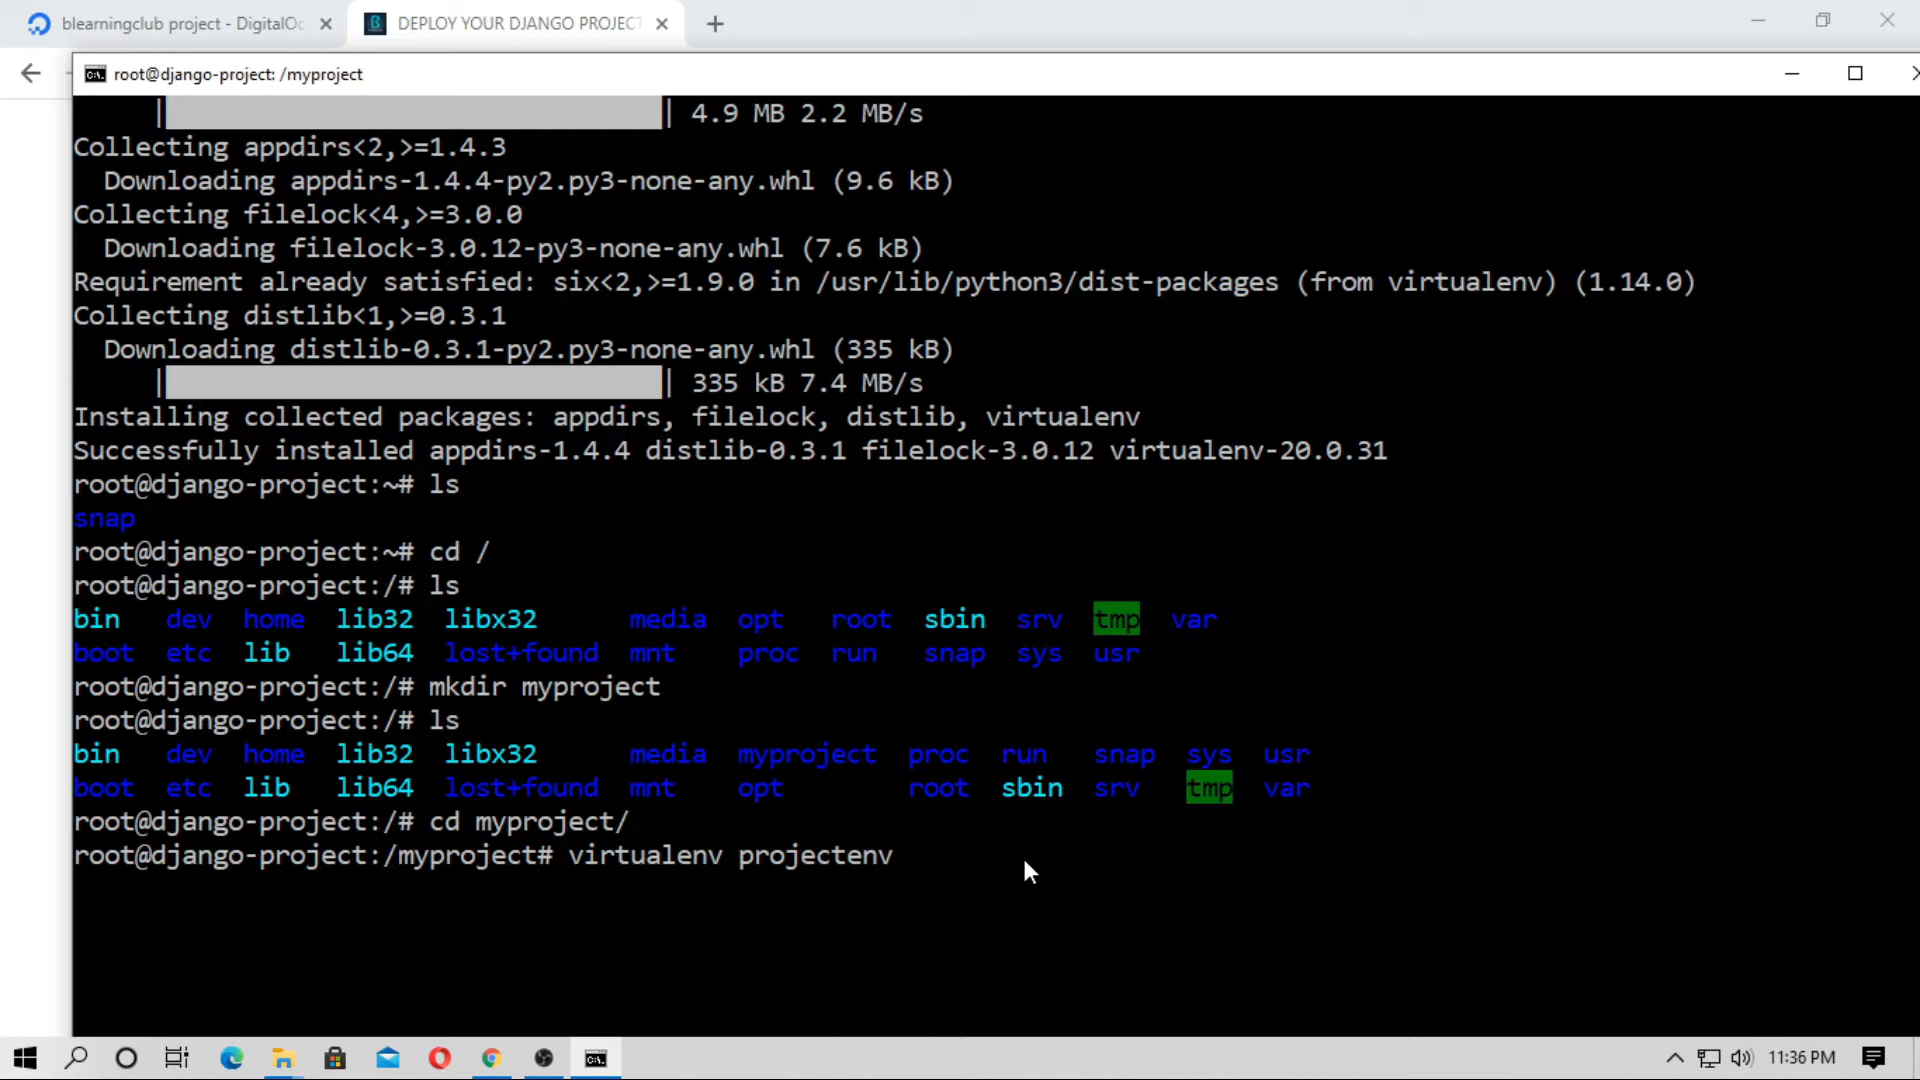 blearningclub project - DigitalOc
DEPLOY YOUR DJANGO PROJECT
root@django-project: /myproject
| | 4.9 MB 2.2 MB/s
Collecting appdirs<2,>=1.4.3
Downloading appdirs-1.4.4-py2.py3-none-any.whl (9.6 kB)
Collecting filelock<4,>=3.0.0
Downloading filelock-3.0.12-py3-none-any.whl (7.6 kB)
Requirement already satisfied: six<2,>=1.9.0 in /usr/lib/python3/dist-packages (from virtualenv) (1.14.0)
Collecting distlib<1,>=0.3.1
Downloading distlib-0.3.1-py2.py3-none-any.whl (335 kB)
| | 335 kB 7.4 MB/s
Installing collected packages: appdirs, filelock, distlib, virtualenv
Successfully installed appdirs-1.4.4 distlib-0.3.1 filelock-3.0.12 virtualenv-20.0.31
root@django-project:~# ls
snap
root@django-project:~# cd /
root@django-project:/# ls
bin dev home lib32 libx32 media opt root sbin srv tmp var
boot etc lib lib64 lost+found mnt proc run snap sys usr
root@django-project:/# mkdir myproject
root@django-project:/# ls
bin dev home lib32 libx32 media myproject proc run snap sys usr
boot etc lib lib64 lost+found mnt opt root sbin srv tmp var
root@django-project:/# cd myproject/
root@django-project:/myproject# virtualenv projectenv
11:36 PM